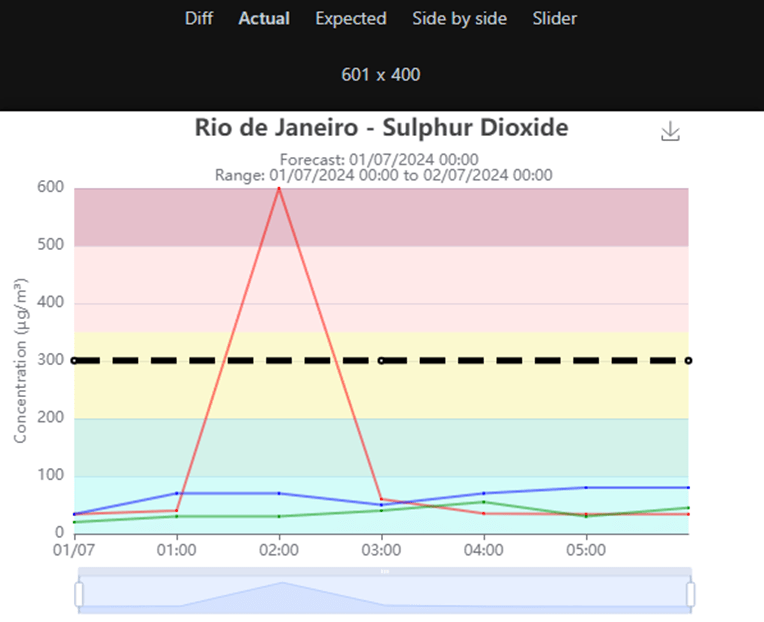 Diff Actual Expected Side by side Slider
601 x 400
Rio de Janeiro - Sulphur Dioxide
Forecast: 01/07/2024 00:00
Range: 01/07/2024 00:00 to 02/07/2024 00:00
Concentration (µg/m³)
600
500
400
300
200
100
0
01/07 01:00 02:00 03:00 04:00 05:00